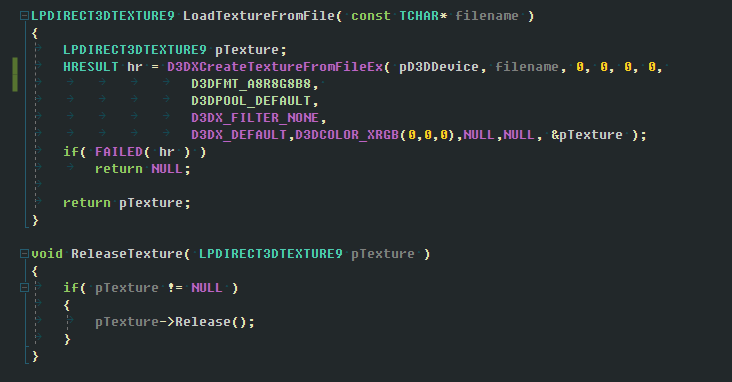 LPDIRECT3DTEXTURE9 LoadTextureFromFile( const TCHAR* filename )
{
LPDIRECT3DTEXTURE9 pTexture;
HRESULT hr = D3DXCreateTextureFromFileEx( pD3DDevice, filename, 0, 0, 0, 0,
D3DFMT_A8R8G8B8,
D3DPOOL_DEFAULT,
D3DX_FILTER_NONE,
D3DX_DEFAULT,D3DCOLOR_XRGB(0,0,0),NULL,NULL, &pTexture );
if( FAILED( hr ) )
return NULL;
return pTexture;
}
void ReleaseTexture( LPDIRECT3DTEXTURE9 pTexture )
{
if( pTexture != NULL )
{
pTexture->Release();
}
}